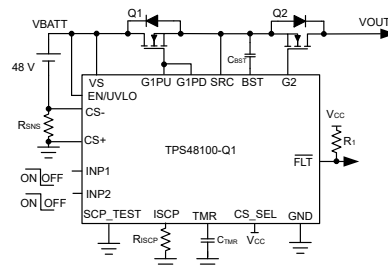 Q1
Q2
VBATT
VOUT
CBST
48 V
VS
G1PU
G1PD
SRC
BST
G2
EN/UVLO
CS-
RSNS
CS+
TPS48100-Q1
VCC
R1
FLT
ON OFF
INP1
ON OFF
INP2
SCP_TEST
ISCP
TMR
CS_SEL
GND
RISCP
CTMR
VCC